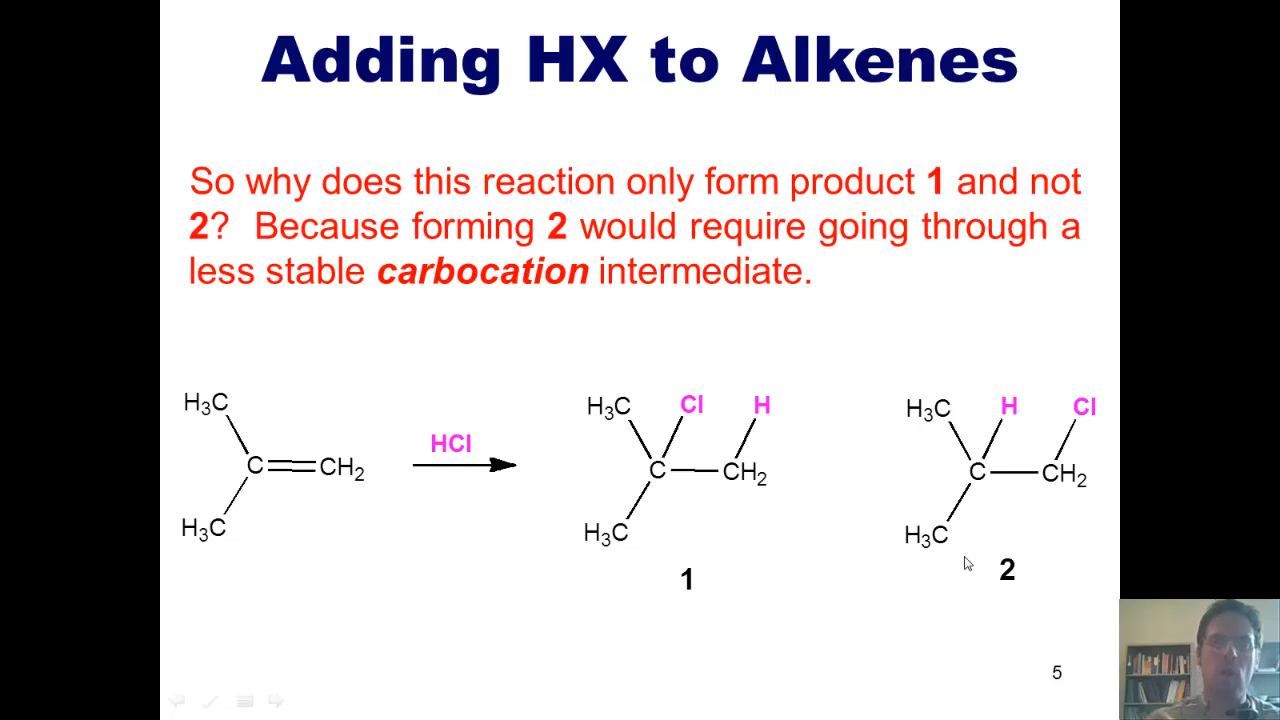 Adding HX to Alkenes
So why does this reaction only form product 1 and not
2? Because forming 2 would require going through a
less stable carbocation intermediate.
H₃C
C
CH₂
H₃C
HCl
H₃C
Cl
H
C
CH₂
H₃C
1
H₃C
H
Cl
C
CH₂
H₃C
2
5